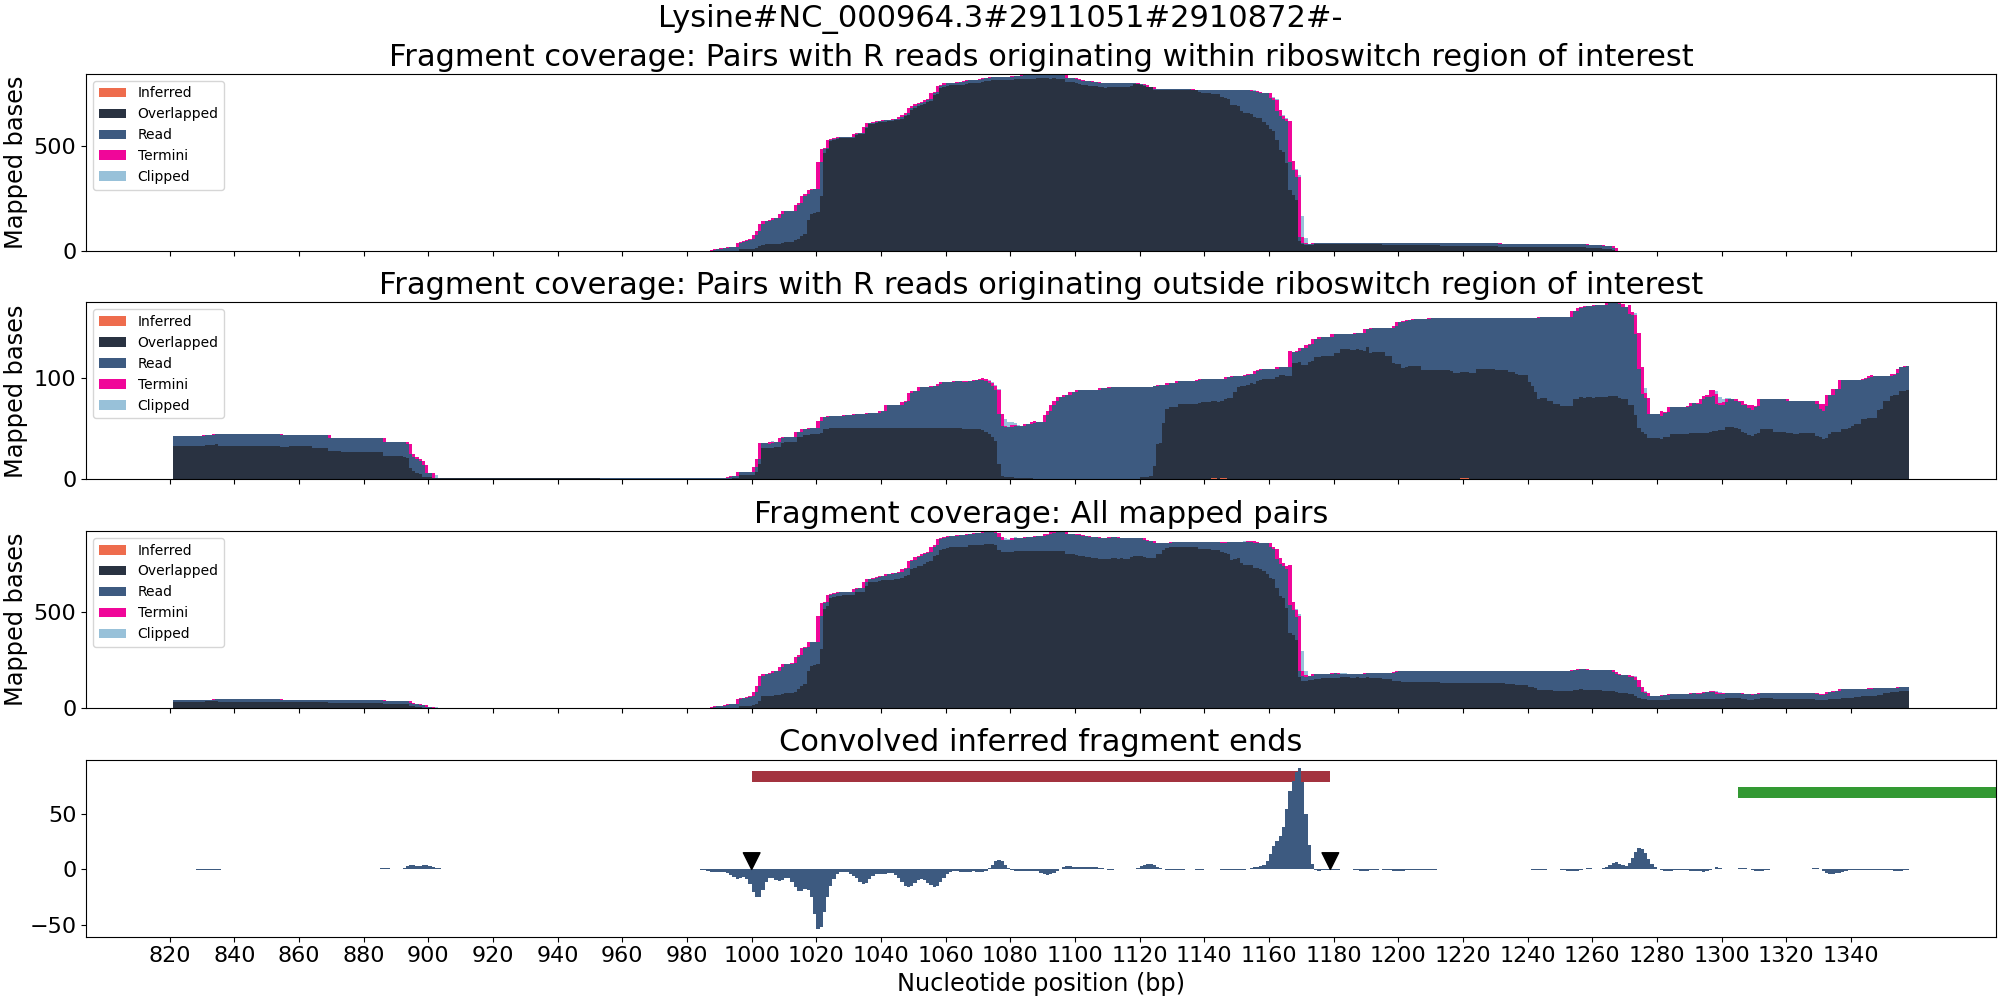 Lysine#NC_000964.3#2911051#2910872#-
Fragment coverage: Pairs with R reads originating within riboswitch region of interest
Mapped bases
500
0
Inferred
Overlapped
Read
Termini
Clipped
Fragment coverage: Pairs with R reads originating outside riboswitch region of interest
Mapped bases
100
0
Inferred
Overlapped
Read
Termini
Clipped
Fragment coverage: All mapped pairs
Mapped bases
500
0
Inferred
Overlapped
Read
Termini
Clipped
Convolved inferred fragment ends
50
0
−50
820 840 860 880 900 920 940 960 980 1000 1020 1040 1060 1080 1100 1120 1140 1160 1180 1200 1220 1240 1260 1280 1300 1320 1340
Nucleotide position (bp)